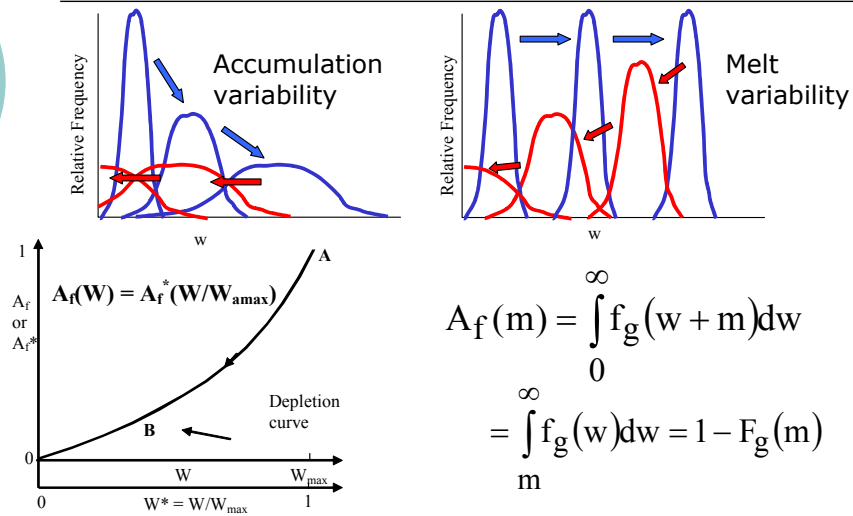 Relative Frequency
Accumulation
variability
w
Relative Frequency
Melt
variability
w
1
A_f
or
A_f*
0
A_f(W) = A_f^*(W/W_amax)
A
B
Depletion
curve
W
W_max
0
W* = W/W_max
1
A_f(m) = ∫_0^∞ f_g(w + m)dw
= ∫_m^∞ f_g(w)dw = 1 − F_g(m)